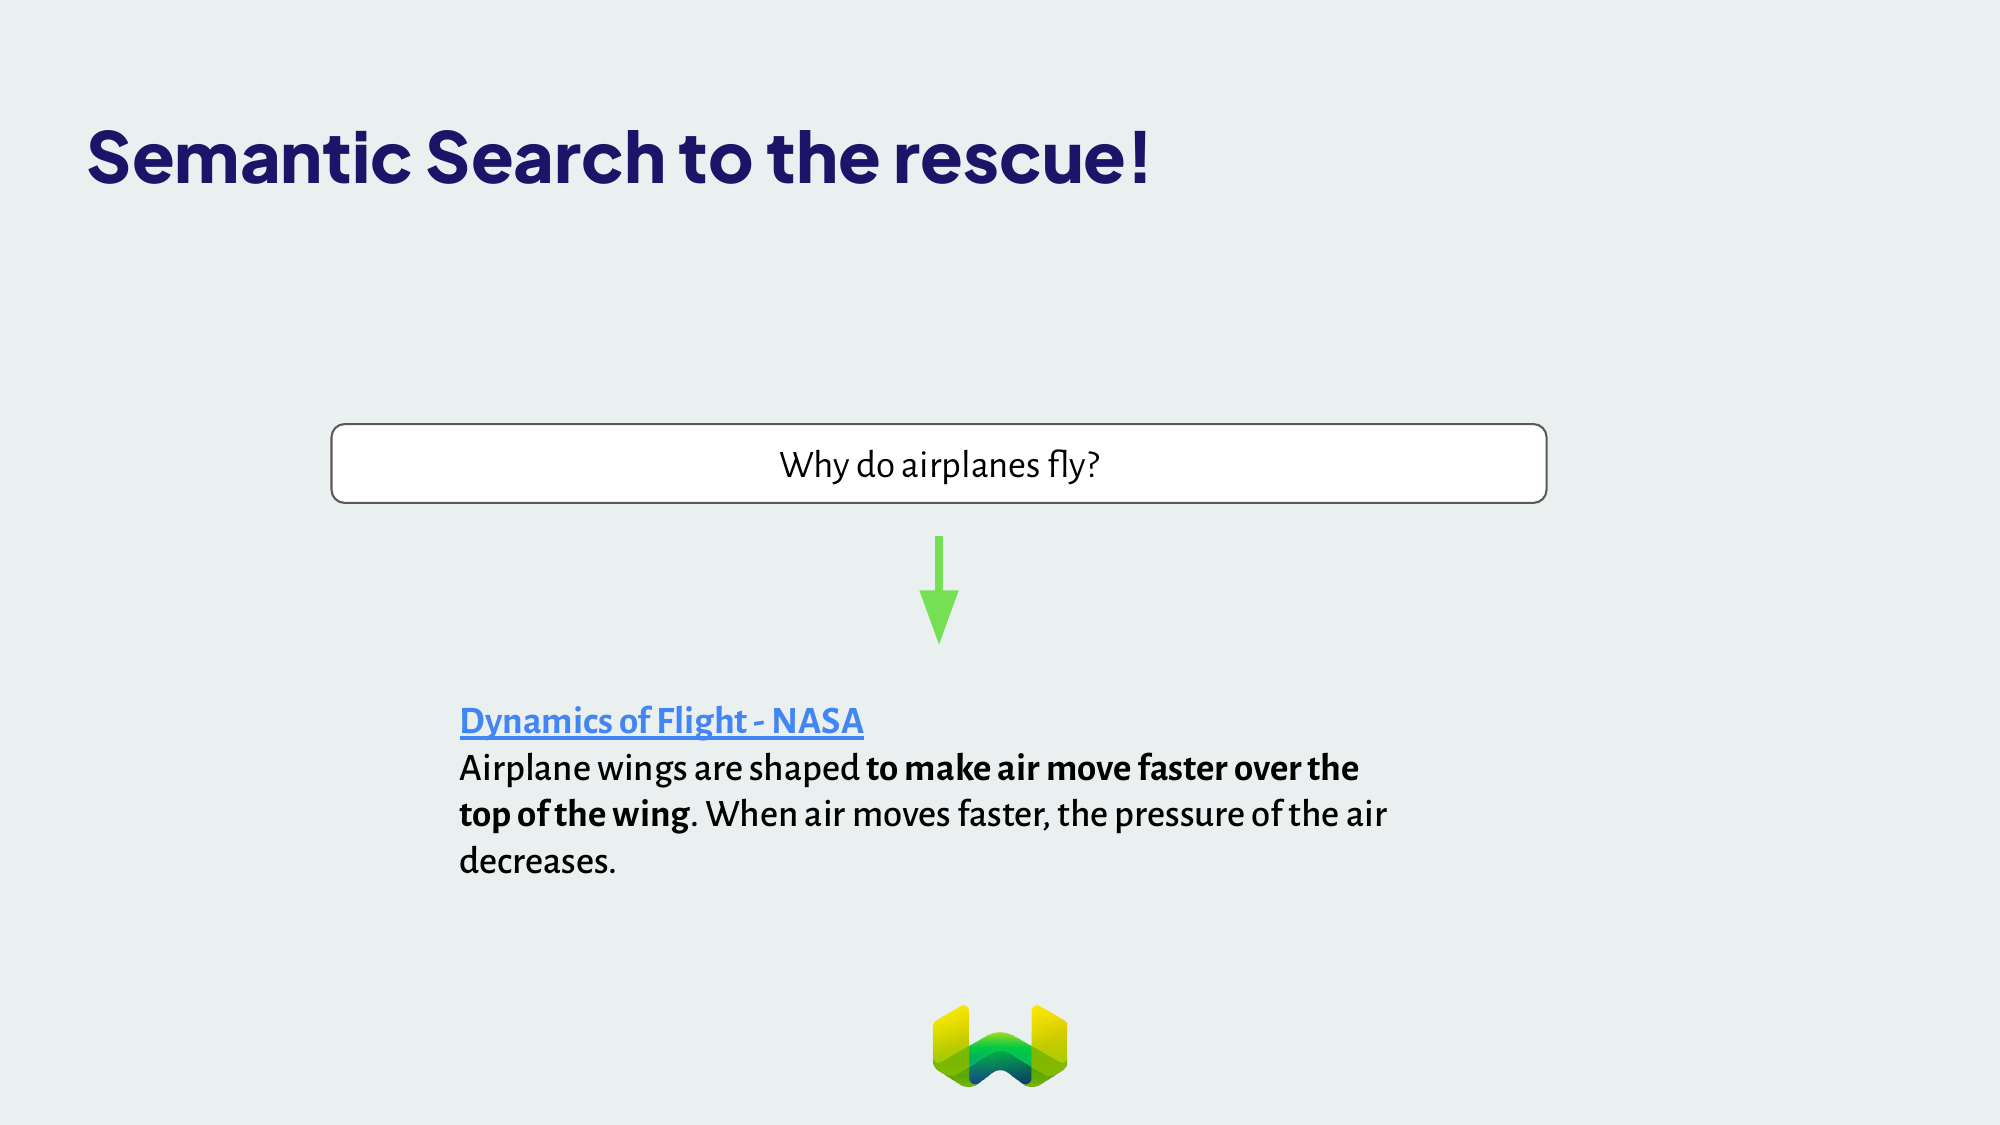 Semantic Search to the rescue!
Why do airplanes fly?
Dynamics of Flight - NASA
Airplane wings are shaped to make air move faster over the
top of the wing. When air moves faster, the pressure of the air
decreases.